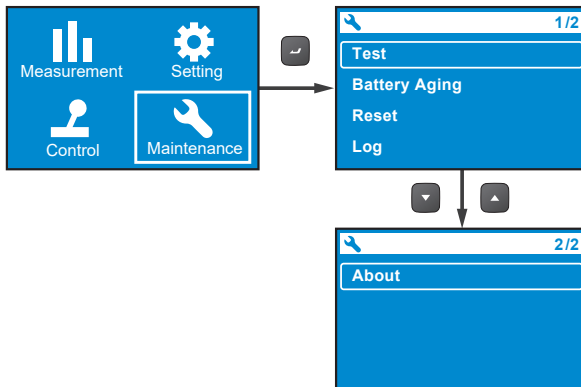 Measurement
Setting
Control
Maintenance
1/2
Test
Battery Aging
Reset
Log
2/2
About